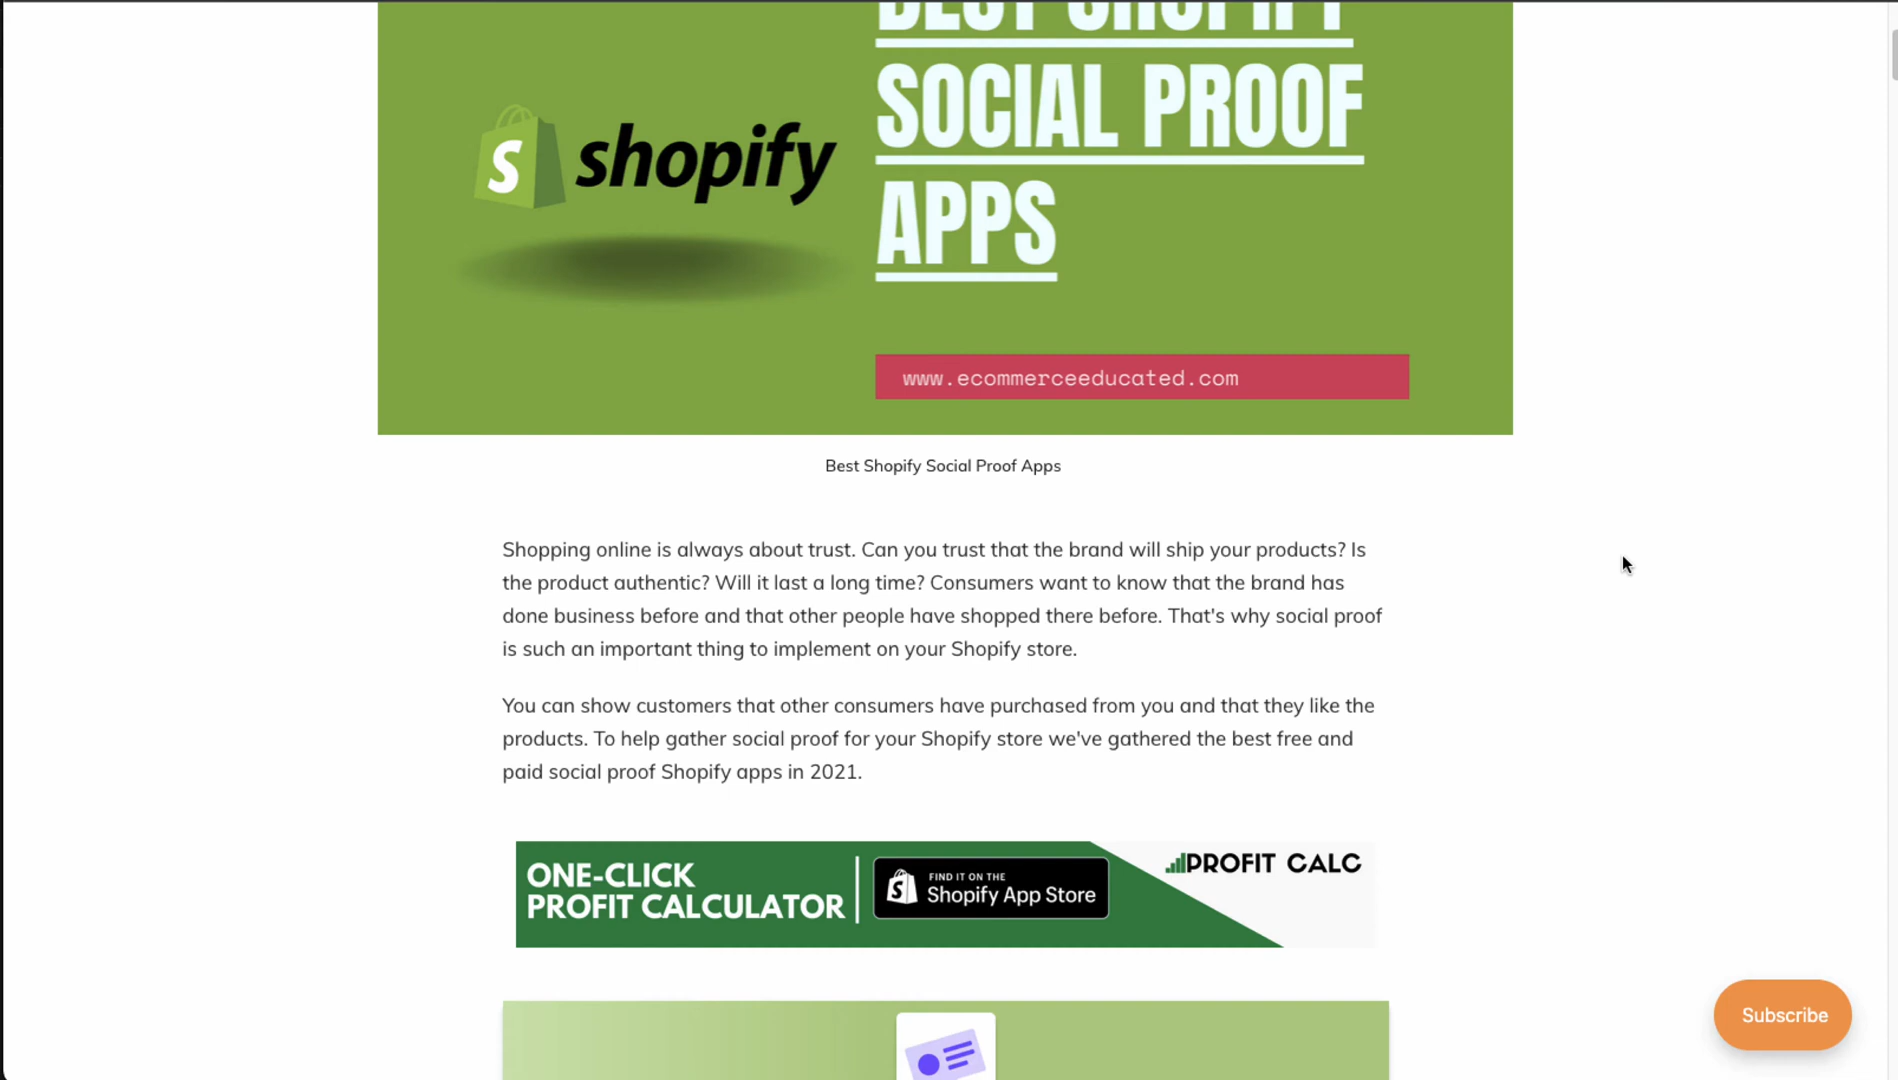 BEST SHOPIFY
SOCIAL PROOF
APPS
shopify
www.ecommerceeducated.com
Best Shopify Social Proof Apps
Shopping online is always about trust. Can you trust that the brand will ship your products? Is
the product authentic? Will it last a long time? Consumers want to know that the brand has
done business before and that other people have shopped there before. That's why social proof
is such an important thing to implement on your Shopify store.
You can show customers that other consumers have purchased from you and that they like the
products. To help gather social proof for your Shopify store we've gathered the best free and
paid social proof Shopify apps in 2021.
ONE-CLICK
PROFIT CALCULATOR
FIND IT ON THE
Shopify App Store
PROFIT CALC
Subscribe